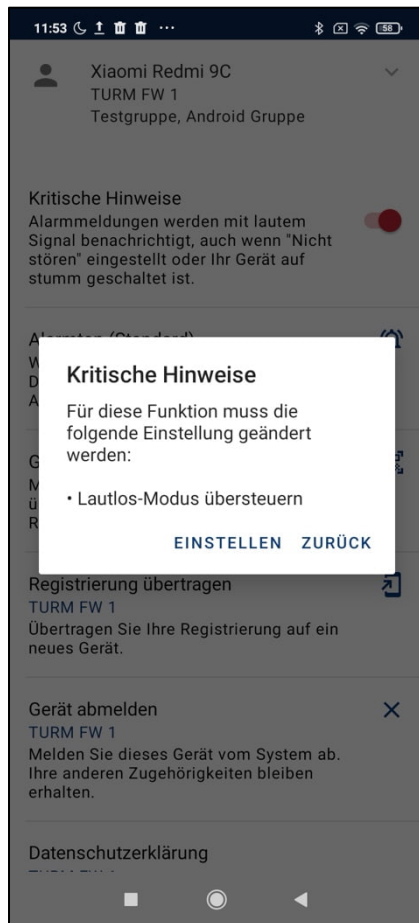 11:53
58
Xiaomi Redmi 9C
TURM FW 1
Testgruppe, Android Gruppe
Kritische Hinweise
Alarmmeldungen werden mit lautem
Signal benachrichtigt, auch wenn "Nicht
stören" eingestellt oder Ihr Gerät auf
stumm geschaltet ist.
Kritische Hinweise
Für diese Funktion muss die
folgende Einstellung geändert
werden:
• Lautlos-Modus übersteuern
EINSTELLEN ZURÜCK
Registrierung übertragen
TURM FW 1
Übertragen Sie Ihre Registrierung auf ein
neues Gerät.
Gerät abmelden
TURM FW 1
Melden Sie dieses Gerät vom System ab.
Ihre anderen Zugehörigkeiten bleiben
erhalten.
Datenschutzerklärung